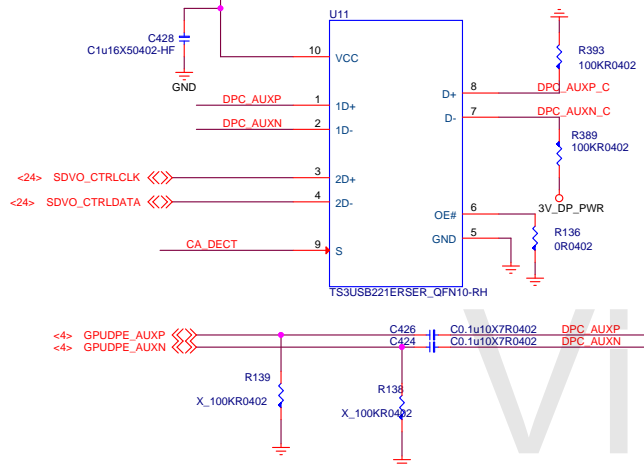 U11
C428
C1u16X50402-HF
GND
10 VCC
R393
100KR0402
DPC_AUXP 1 1D+
D+ 8 DPC_AUXP_C
DPC_AUXN 2 1D-
D- 7 DPC_AUXN_C
R389
100KR0402
<24> SDVO_CTRLCLK 3 2D+
<24> SDVO_CTRLDATA 4 2D-
3V_DP_PWR
OE# 6
R136
0R0402
GND 5
CA_DECT 9 S
TS3USB221ERSER_QFN10-RH
<4> GPUDPE_AUXP C426 C0.1u10X7R0402 DPC_AUXP
<4> GPUDPE_AUXN C424 C0.1u10X7R0402 DPC_AUXN
R139
X_100KR0402
R138
X_100KR0402
Vi